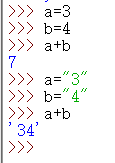 >>> a=3
>>> b=4
>>> a+b
7
>>> a="3"
>>> b="4"
>>> a+b
'34'
>>>